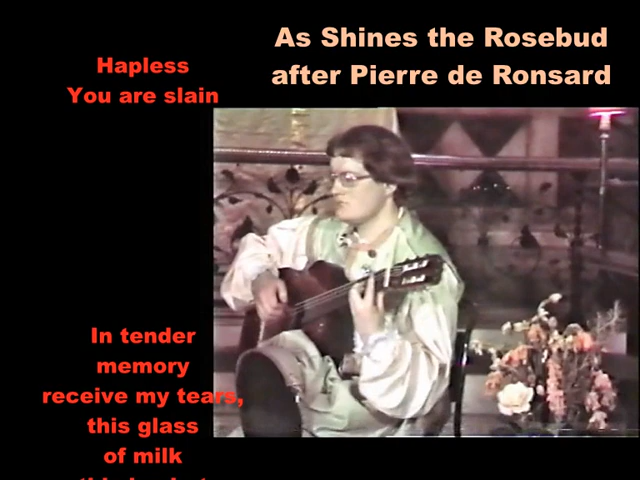 As Shines the Rosebud
after Pierre de Ronsard
Hapless
You are slain
In tender
memory
receive my tears,
this glass
of milk